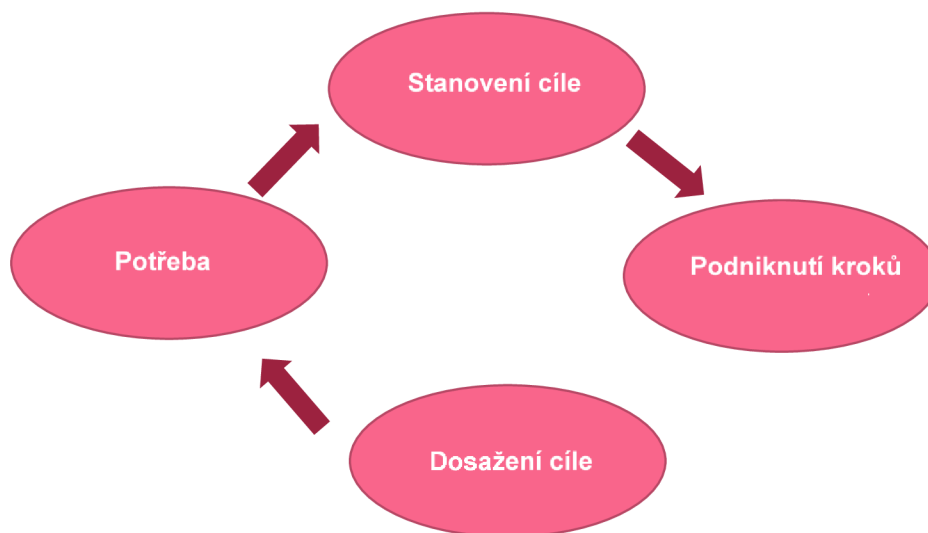 Stanovení cíle
Potřeba
Podniknutí kroků
Dosažení cíle